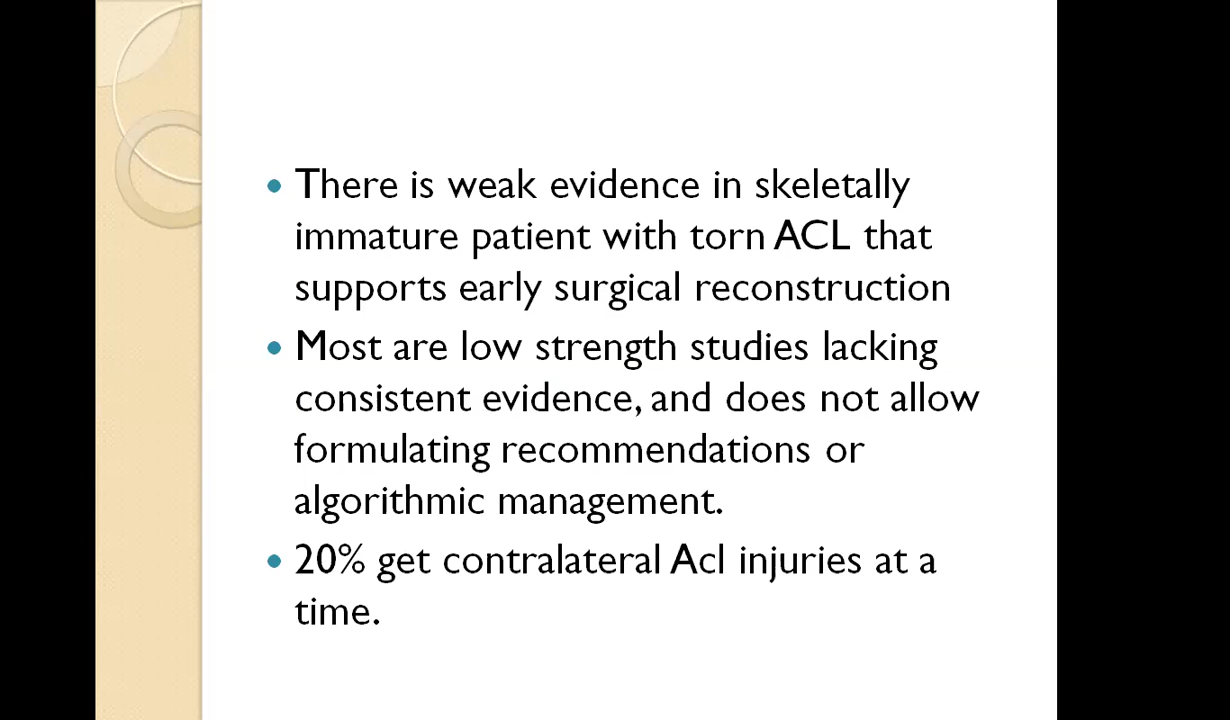 • There is weak evidence in skeletally
immature patient with torn ACL that
supports early surgical reconstruction
• Most are low strength studies lacking
consistent evidence, and does not allow
formulating recommendations or
algorithmic management.
• 20% get contralateral Acl injuries at a
time.